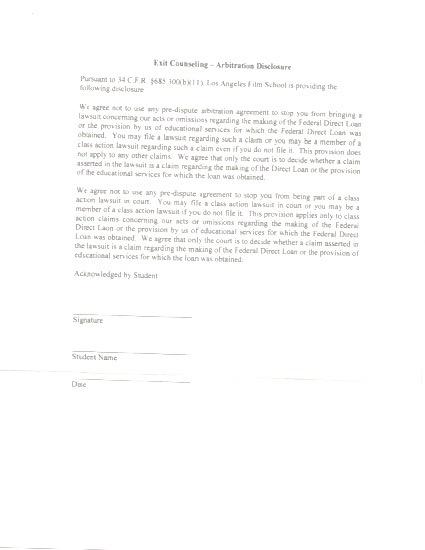 Exit Counseling – Arbitration Disclosure
Pursuant to 34 C.F.R. §685.300(b)(11), Los Angeles Film School is providing the
following disclosure
We agree not to use any pre-dispute arbitration agreement to stop you from bringing a
lawsuit concerning our acts or omissions regarding the making of the Federal Direct Loan
or the provision by us of educational services for which the Federal Direct Loan was
obtained. You may file a lawsuit regarding such a claim or you may be a member of a
class action lawsuit regarding such a claim even if you do not file it. This provision does
not apply to any other claims. We agree that only the court is to decide whether a claim
asserted in the lawsuit is a claim regarding the making of the Direct Loan or the provision
of the educational services for which the loan was obtained.
We agree not to use any pre-dispute agreement to stop you from being part of a class
action lawsuit in court. You may file a class action lawsuit in court or you may be a
member of a class action lawsuit if you do not file it. This provision applies only to class
action claims concerning our acts or omissions regarding the making of the Federal
Direct Laon or the provision by us of educational services for which the Federal Direct
Loan was obtained. We agree that only the court is to decide whether a claim asserted in
the lawsuit is a claim regarding the making of the Federal Direct Loan or the provision of
educational services for which the loan was obtained.
Acknowledged by Student
Signature
Student Name
Date